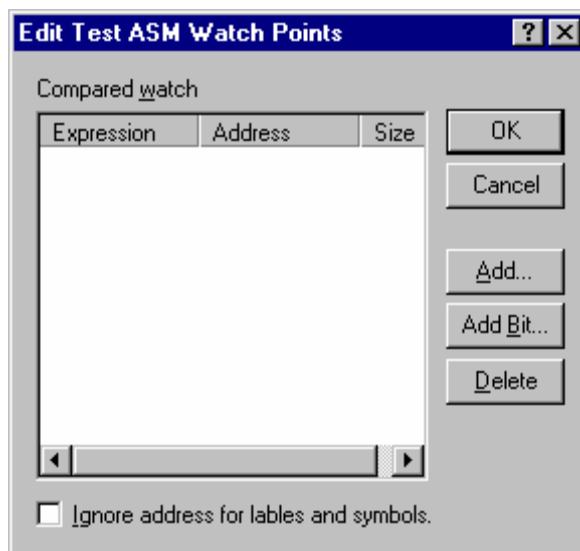 Edit Test ASM Watch Points
Compared watch
Expression Address Size
OK
Cancel
Add...
Add Bit...
Delete
Ignore address for lables and symbols.